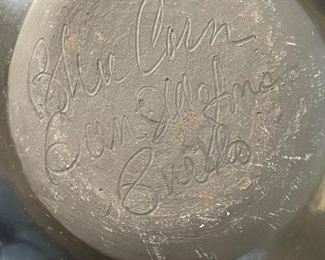 Blue Corn
San Ildefonso
Pueblo